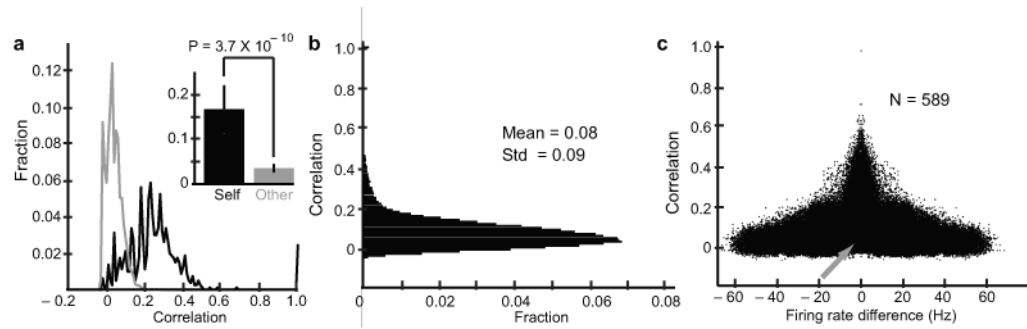 a
P = 3.7 X 10⁻¹⁰
Fraction
0.12
0.10
0.08
0.06
0.04
0.02
– 0.2
0
0.2
0.4
0.6
0.8
1.0
Correlation
0.2
0.1
0
Self
Other
b
Correlation
1.0
0.8
0.6
0.4
0.2
0
Mean = 0.08
Std = 0.09
0
0.02
0.04
0.06
0.08
Fraction
c
Correlation
1.0
0.8
0.6
0.4
0.2
0
N = 589
– 60
– 40
– 20
0
20
40
60
Firing rate difference (Hz)